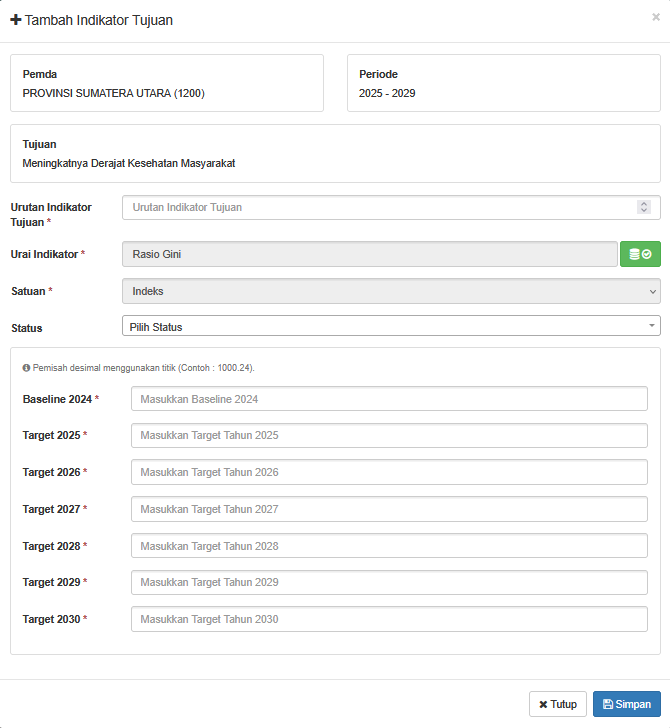 Tambah Indikator Tujuan
×
Pemda
PROVINSI SUMATERA UTARA (1200)
Periode
2025 - 2029
Tujuan
Meningkatnya Derajat Kesehatan Masyarakat
Urutan Indikator
Tujuan *
Urutan Indikator Tujuan
Urai Indikator *
Rasio Gini
Satuan *
Indeks
Status
Pilih Status
Pemisah desimal menggunakan titik (Contoh : 1000.24).
Baseline 2024 *
Masukkan Baseline 2024
Target 2025 *
Masukkan Target Tahun 2025
Target 2026 *
Masukkan Target Tahun 2026
Target 2027 *
Masukkan Target Tahun 2027
Target 2028 *
Masukkan Target Tahun 2028
Target 2029 *
Masukkan Target Tahun 2029
Target 2030 *
Masukkan Target Tahun 2030
Tutup
Simpan